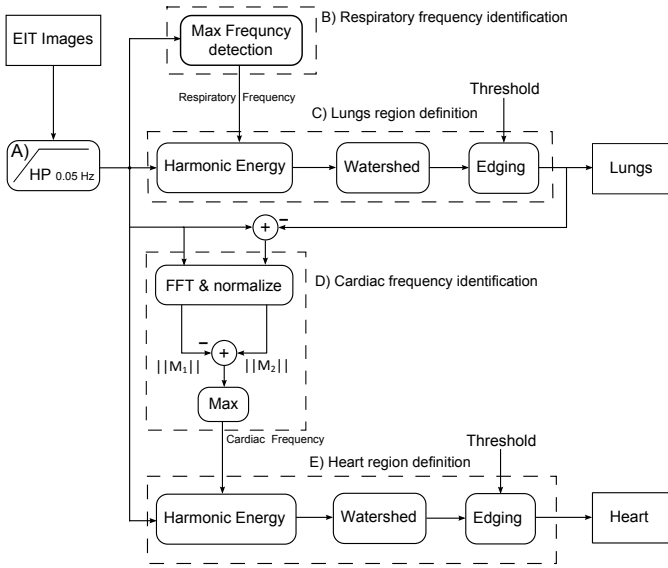 B) Respiratory frequency identification
EIT Images
Max Frequncy
detection
Respiratory Frequency
Threshold
C) Lungs region definition
A)
HP 0.05 Hz
Harmonic Energy
Watershed
Edging
Lungs
+
–
FFT & normalize
D) Cardiac frequency identification
–
+
||M₁||
||M₂||
Max
Cardiac Frequency
Threshold
E) Heart region definition
Harmonic Energy
Watershed
Edging
Heart